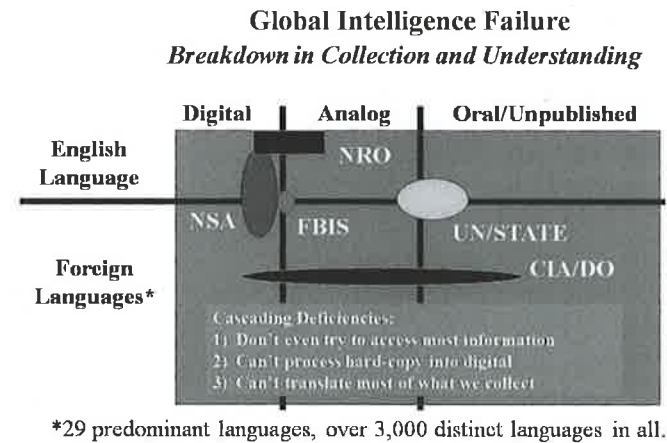 Global Intelligence Failure
Breakdown in Collection and Understanding
Digital Analog Oral/Unpublished
English
Language
NRO
NSA
FBIS
UN/STATE
Foreign
Languages*
CIA/DO
Cascading Deficiencies:
1) Don't even try to access most information
2) Can't process hard-copy into digital
3) Can't translate most of what we collect
*29 predominant languages, over 3,000 distinct languages in all.